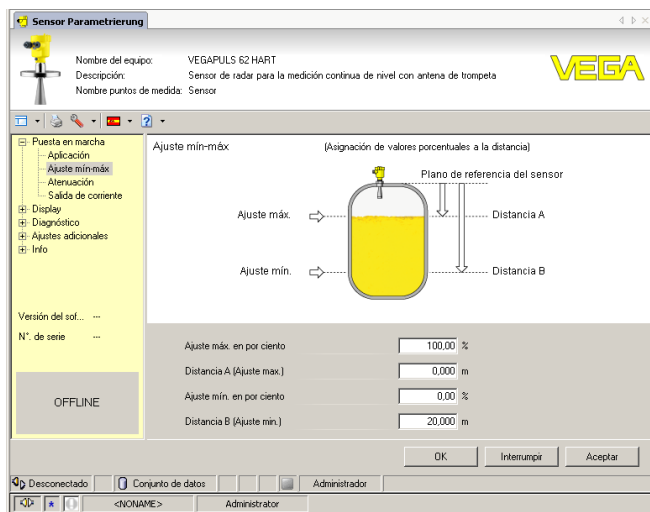 Sensor Parametrierung
Nombre del equipo: VEGAPULS 62 HART
Descripción: Sensor de radar para la medición continua de nivel con antena de trompeta
Nombre puntos de medida: Sensor
VEGA
Puesta en marcha
Aplicación
Ajuste mín-máx
Atenuación
Salida de corriente
Display
Diagnóstico
Ajustes adicionales
Info
Versión del sof... ---
N°. de serie ---
OFFLINE
Ajuste mín-máx (Asignación de valores porcentuales a la distancia)
Plano de referencia del sensor
Ajuste máx. Distancia A
Ajuste mín. Distancia B
Ajuste máx. en por ciento 100,00 %
Distancia A (Ajuste max.) 0,000 m
Ajuste mín. en por ciento 0,00 %
Distancia B (Ajuste min.) 20,000 m
OK Interrumpir Aceptar
Desconectado Conjunto de datos Administrador
<NONAME> Administrator